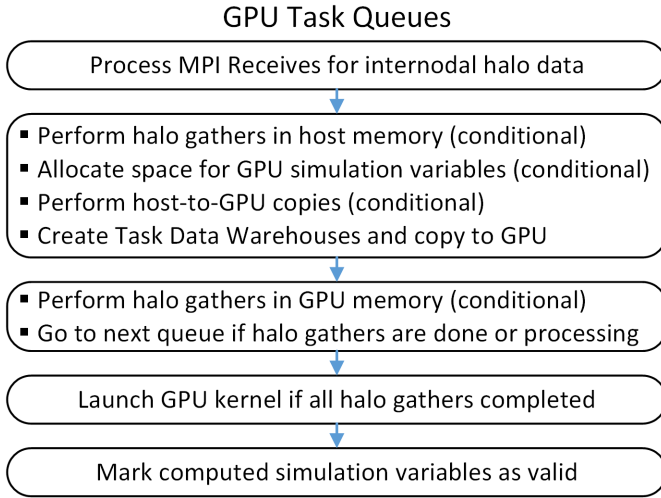 GPU Task Queues
Process MPI Receives for internodal halo data
▪ Perform halo gathers in host memory (conditional)
▪ Allocate space for GPU simulation variables (conditional)
▪ Perform host-to-GPU copies (conditional)
▪ Create Task Data Warehouses and copy to GPU
▪ Perform halo gathers in GPU memory (conditional)
▪ Go to next queue if halo gathers are done or processing
Launch GPU kernel if all halo gathers completed
Mark computed simulation variables as valid